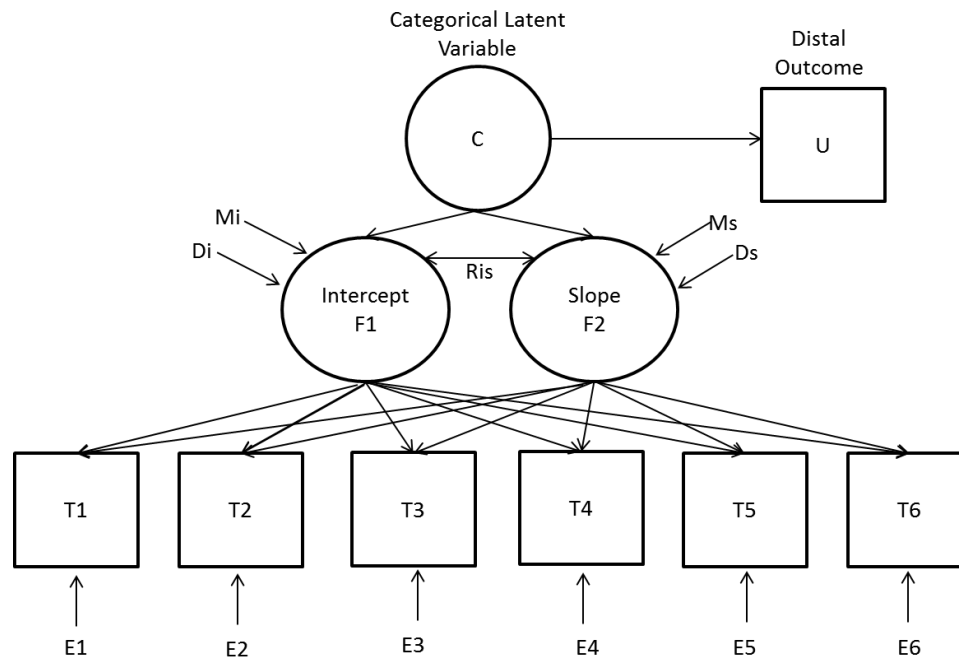 Categorical Latent
Variable
Distal
Outcome
C
U
Mi
Di
Ris
Ms
Ds
Intercept
F1
Slope
F2
T1
T2
T3
T4
T5
T6
E1
E2
E3
E4
E5
E6